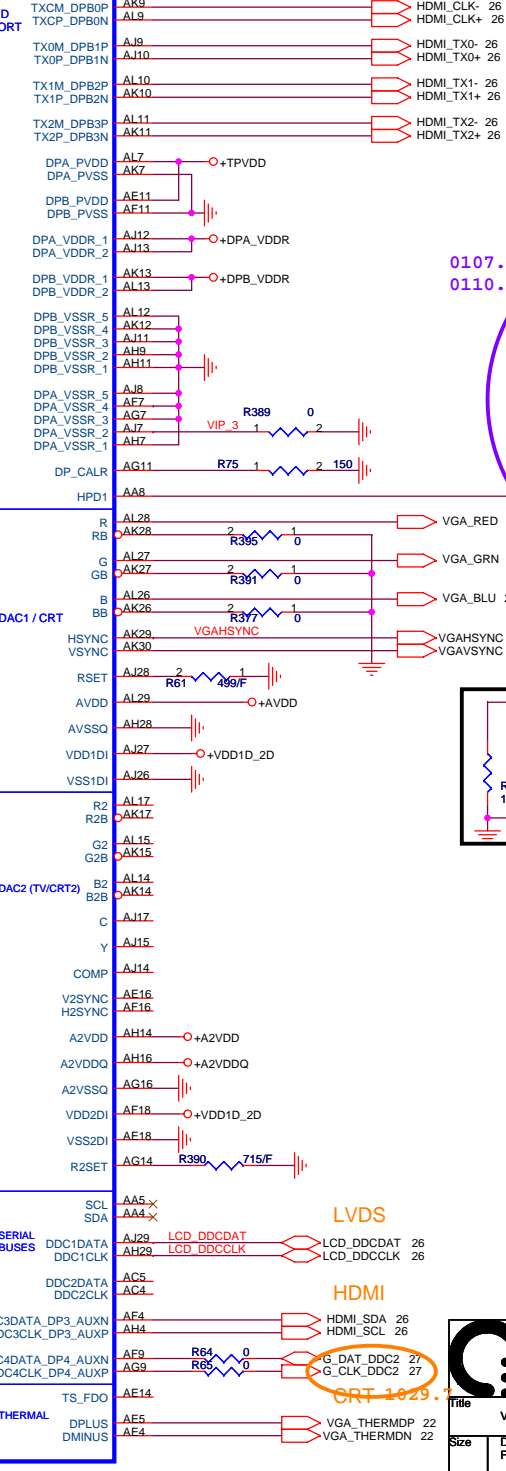 D
ORT
TXCM_DPB0P AK9 HDMI_CLK- 26
TXCP_DPB0N AL9 HDMI_CLK+ 26
TX0M_DPB1P AJ9 HDMI_TX0- 26
TX0P_DPB1N AJ10 HDMI_TX0+ 26
TX1M_DPB2P AL10 HDMI_TX1- 26
TX1P_DPB2N AK10 HDMI_TX1+ 26
TX2M_DPB3P AL11 HDMI_TX2- 26
TX2P_DPB3N AK11 HDMI_TX2+ 26
DPA_PVDD AL7 +TPVDD
DPA_PVSS AK7
DPB_PVDD AE11
DPB_PVSS AF11
DPA_VDDR_1 AJ12 +DPA_VDDR
DPA_VDDR_2 AJ13
0107.
0110.
DPB_VDDR_1 AK13 +DPB_VDDR
DPB_VDDR_2 AL13
DPB_VSSR_5 AL12
DPB_VSSR_4 AK12
DPB_VSSR_3 AJ11
DPB_VSSR_2 AH9
DPB_VSSR_1 AH11
DPA_VSSR_5 AJ8
DPA_VSSR_4 AF7
DPA_VSSR_3 AG7
R389 0
DPA_VSSR_2 AJ7 VIP_3 1 2
DPA_VSSR_1 AH7
DP_CALR AG11 R75 1 2 150
HPD1 AA8
R AL28 VGA_RED
RB AK28 2 R395 1 0
G AL27 VGA_GRN
GB AK27 2 R391 1 0
B AL26 VGA_BLU
BB AK26 2 R377 1 0
DAC1 / CRT
HSYNC AK29 VGAHSYNC VGAHSYNC
VSYNC AK30 VGAVSYNC
RSET AJ28 2 R61 499/F 1
AVDD AL29 +AVDD
AVSSQ AH28
VDD1DI AJ27 +VDD1D_2D
VSS1DI AJ26
R
1
R2 AL17
R2B AK17
G2 AL15
G2B AK15
B2 AL14
B2B AK14
DAC2 (TV/CRT2)
C AJ17
Y AJ15
COMP AJ14
V2SYNC AE16
H2SYNC AF16
A2VDD AH14 +A2VDD
A2VDDQ AH16 +A2VDDQ
A2VSSQ AG16
VDD2DI AF18 +VDD1D_2D
VSS2DI AE18
R2SET AG14 R390 715/F
SCL AA5
SDA AA4
LVDS
SERIAL
BUSES
DDC1DATA AJ29 LCD_DDCDAT LCD_DDCDAT 26
DDC1CLK AH29 LCD_DDCCLK LCD_DDCCLK 26
DDC2DATA AC5
DDC2CLK AC4
HDMI
C3DATA_DP3_AUXN AF4 HDMI_SDA 26
DC3CLK_DP3_AUXP AH4 HDMI_SCL 26
C4DATA_DP4_AUXN AF9 R64 0 G_DAT_DDC2 27
DC4CLK_DP4_AUXP AG9 R65 0 G_CLK_DDC2 27
CRT 1029.7
TS_FDO AE14
THERMAL
DPLUS AE5 VGA_THERMDP 22
DMINUS AE4 VGA_THERMDN 22
Title
V
Size
D
F